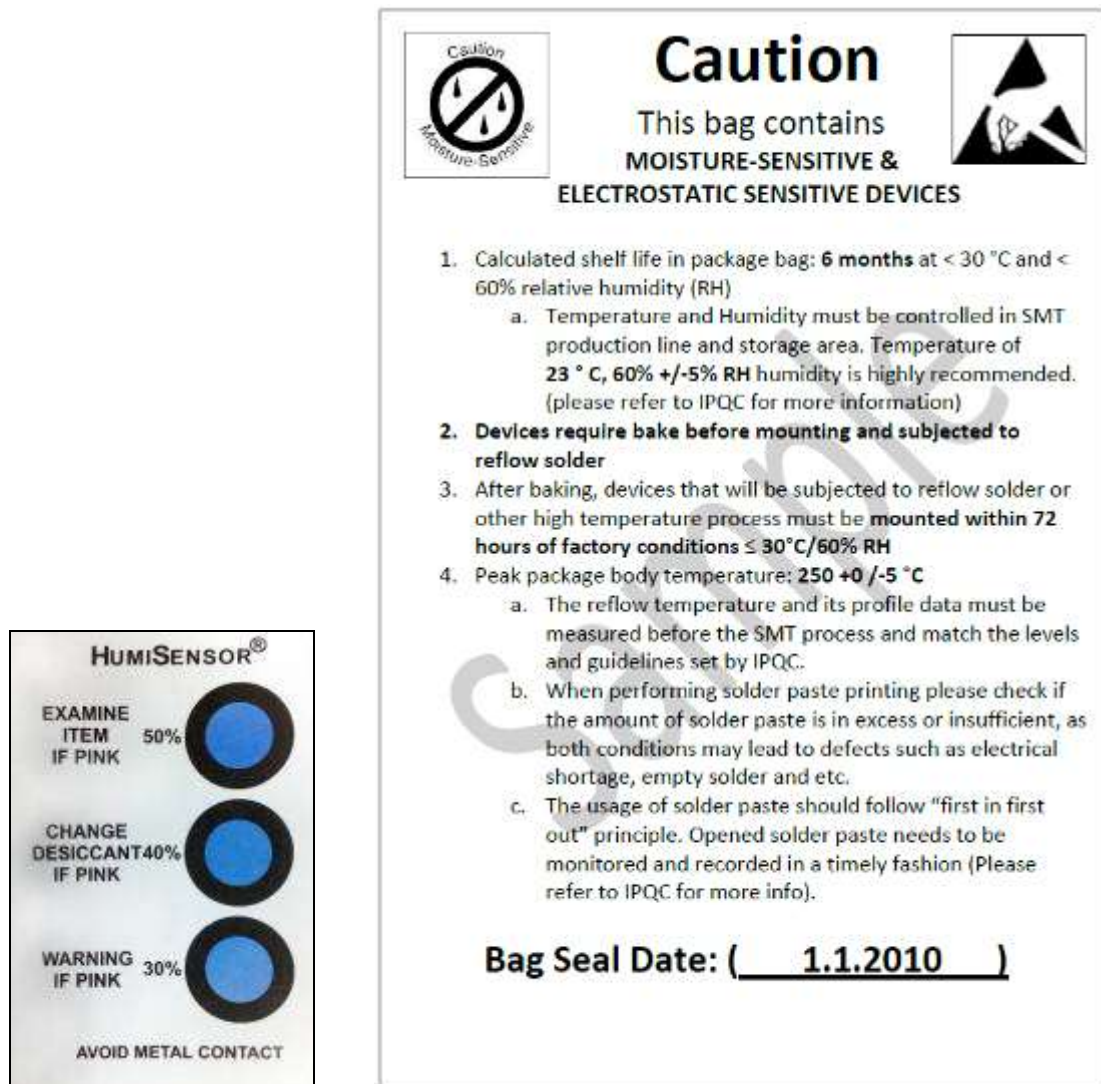 Caution
Moisture-Sensitive
Caution
This bag contains
MOISTURE-SENSITIVE &
ELECTROSTATIC SENSITIVE DEVICES
1. Calculated shelf life in package bag: 6 months at < 30 °C and <
60% relative humidity (RH)
a. Temperature and Humidity must be controlled in SMT
production line and storage area. Temperature of
23 ° C, 60% +/-5% RH humidity is highly recommended.
(please refer to IPQC for more information)
2. Devices require bake before mounting and subjected to
reflow solder
3. After baking, devices that will be subjected to reflow solder or
other high temperature process must be mounted within 72
hours of factory conditions ≤ 30°C/60% RH
4. Peak package body temperature: 250 +0 /-5 °C
a. The reflow temperature and its profile data must be
measured before the SMT process and match the levels
and guidelines set by IPQC.
b. When performing solder paste printing please check if
the amount of solder paste is in excess or insufficient, as
both conditions may lead to defects such as electrical
shortage, empty solder and etc.
c. The usage of solder paste should follow “first in first
out” principle. Opened solder paste needs to be
monitored and recorded in a timely fashion (Please
refer to IPQC for more info).
Bag Seal Date: ( 1.1.2010 )
Sample
HUMISENSOR®
EXAMINE
ITEM 50%
IF PINK
CHANGE
DESICCANT 40%
IF PINK
WARNING 30%
IF PINK
AVOID METAL CONTACT